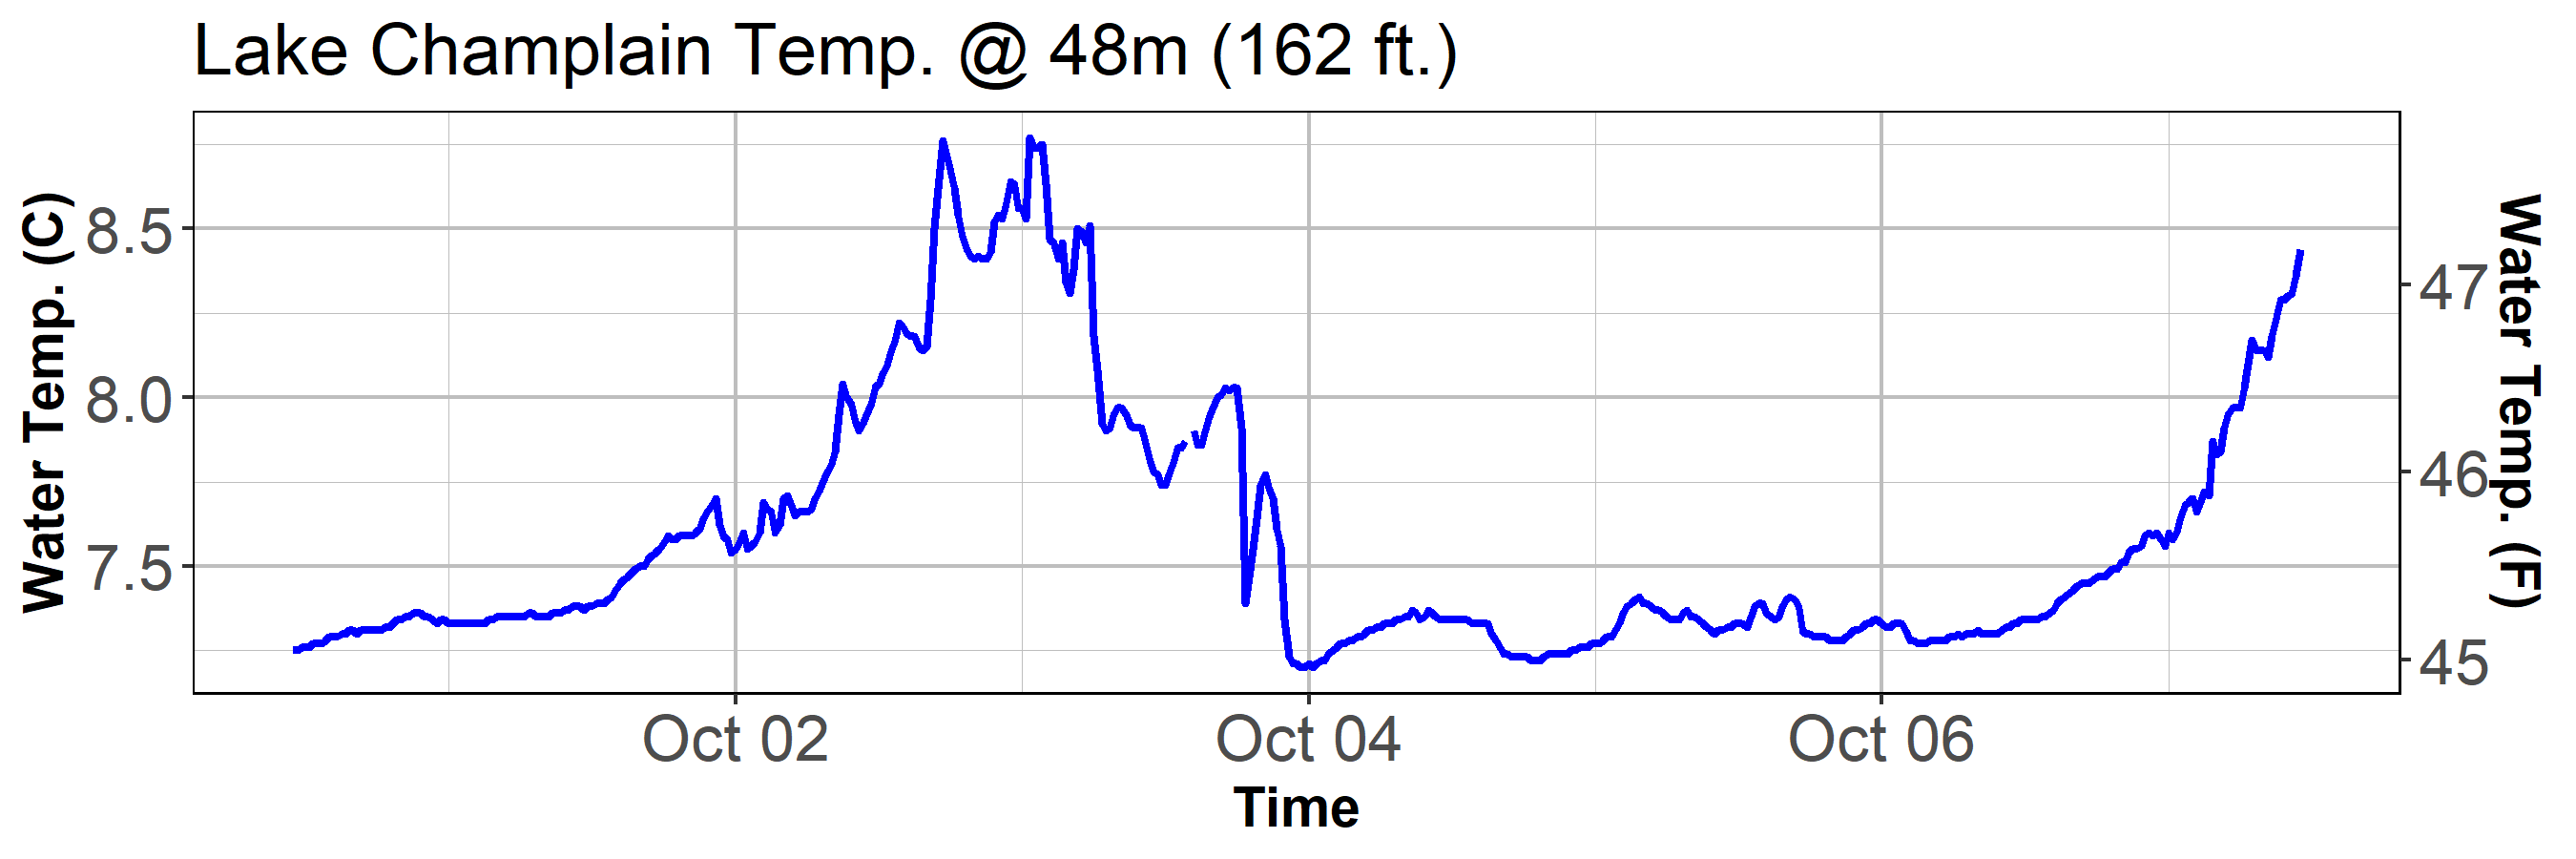 Lake Champlain Temp. @ 48m (162 ft.)
Water Temp. (C)
8.5
8.0
7.5
47
46
45
Water Temp. (F)
Oct 02 Oct 04 Oct 06
Time